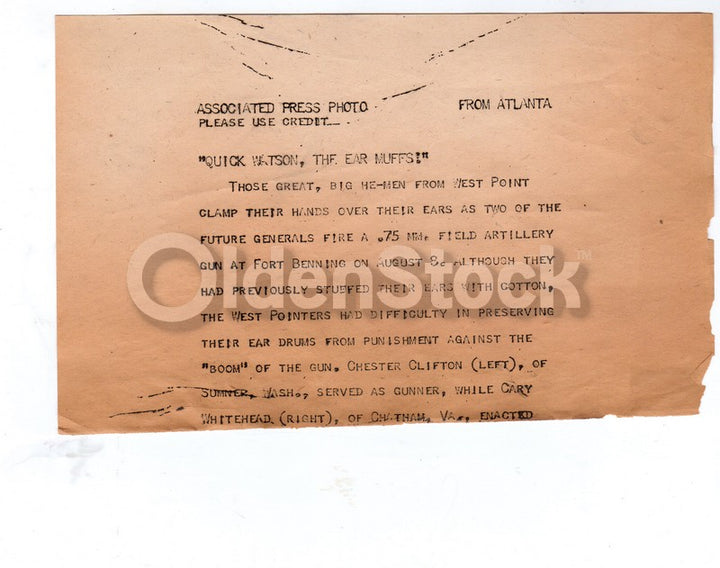 ASSOCIATED PRESS PHOTO FROM ATLANTA
PLEASE USE CREDIT
"QUICK WATSON, THE EAR MUFFS!"
THOSE GREAT, BIG HE-MEN FROM WEST POINT
CLAMP THEIR HANDS OVER THEIR EARS AS TWO OF THE
FUTURE GENERALS FIRE A .75 MM. FIELD ARTILLERY
GUN AT FORT BENNING ON AUGUST 8. ALTHOUGH THEY
HAD PREVIOUSLY STUFFED THEIR EARS WITH COTTON,
THE WEST POINTERS HAD DIFFICULTY IN PRESERVING
THEIR EAR DRUMS FROM PUNISHMENT AGAINST THE
"BOOM" OF THE GUN. CHESTER CLIFTON (LEFT), OF
SUMNER, WASH., SERVED AS GUNNER, WHILE CARY
WHITEHEAD (RIGHT), OF CHATHAM, VA., ENACTED
OldenStock™